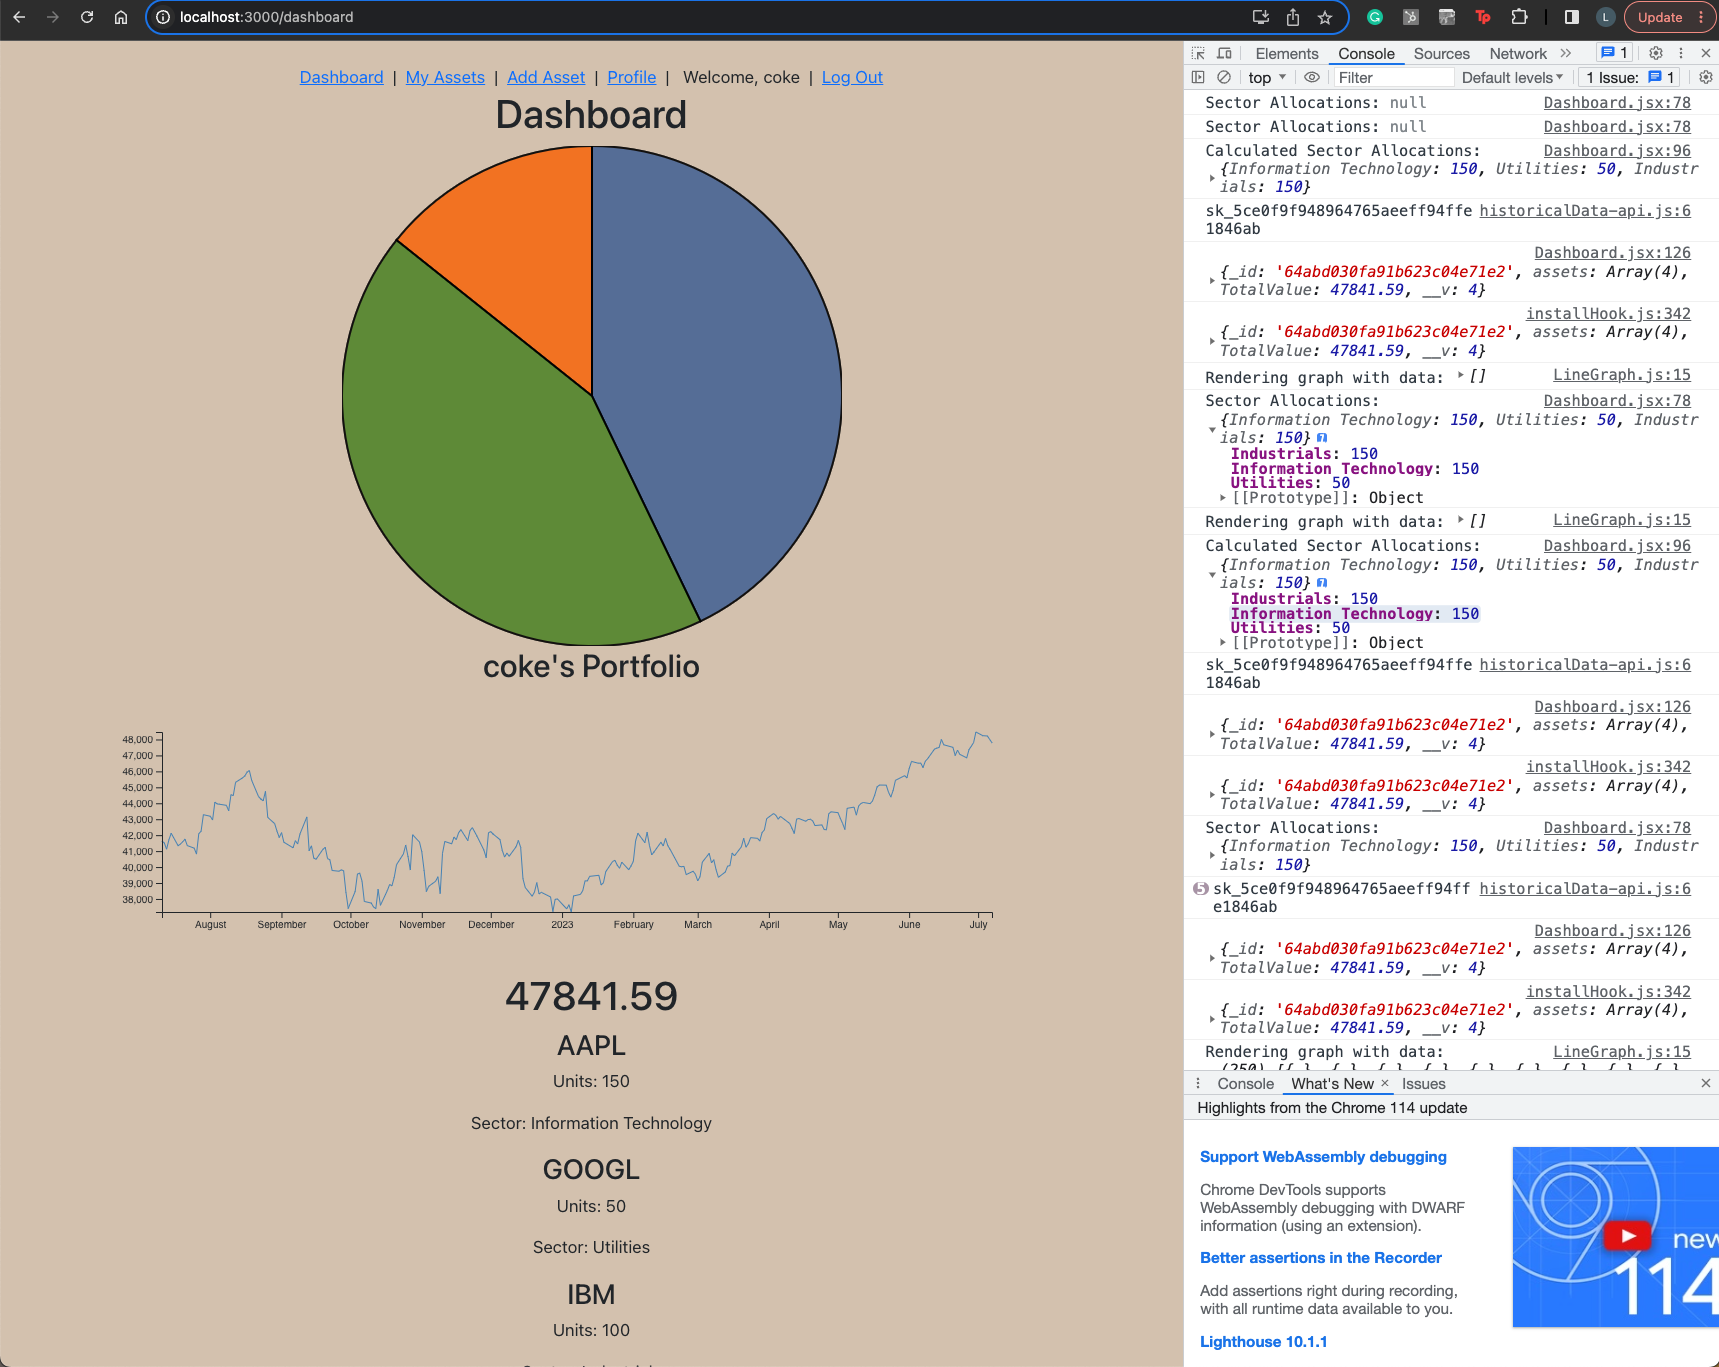 localhost:3000/dashboard
L
Update
Dashboard | My Assets | Add Asset | Profile | Welcome, coke | Log Out
Dashboard
coke's Portfolio
48,000
47,000
46,000
45,000
44,000
43,000
42,000
41,000
40,000
39,000
38,000
August September October November December 2023 February March April May June July
47841.59
AAPL
Units: 150
Sector: Information Technology
GOOGL
Units: 50
Sector: Utilities
IBM
Units: 100
Elements Console Sources Network 1
top Filter Default levels 1 Issue: 1
Sector Allocations: null Dashboard.jsx:78
Sector Allocations: null Dashboard.jsx:78
Calculated Sector Allocations: Dashboard.jsx:96
{Information Technology: 150, Utilities: 50, Industr
ials: 150}
sk_5ce0f9f948964765aeeff94ffe historicalData-api.js:6
1846ab
Dashboard.jsx:126
{_id: '64abd030fa91b623c04e71e2', assets: Array(4),
TotalValue: 47841.59, __v: 4}
installHook.js:342
{_id: '64abd030fa91b623c04e71e2', assets: Array(4),
TotalValue: 47841.59, __v: 4}
Rendering graph with data: [] LineGraph.js:15
Sector Allocations: Dashboard.jsx:78
{Information Technology: 150, Utilities: 50, Industr
ials: 150}
Industrials: 150
Information Technology: 150
Utilities: 50
[[Prototype]]: Object
Rendering graph with data: [] LineGraph.js:15
Calculated Sector Allocations: Dashboard.jsx:96
{Information Technology: 150, Utilities: 50, Industr
ials: 150}
Industrials: 150
Information Technology: 150
Utilities: 50
[[Prototype]]: Object
sk_5ce0f9f948964765aeeff94ffe historicalData-api.js:6
1846ab
Dashboard.jsx:126
{_id: '64abd030fa91b623c04e71e2', assets: Array(4),
TotalValue: 47841.59, __v: 4}
installHook.js:342
{_id: '64abd030fa91b623c04e71e2', assets: Array(4),
TotalValue: 47841.59, __v: 4}
Sector Allocations: Dashboard.jsx:78
{Information Technology: 150, Utilities: 50, Industr
ials: 150}
5 sk_5ce0f9f948964765aeeff94ff historicalData-api.js:6
e1846ab
Dashboard.jsx:126
{_id: '64abd030fa91b623c04e71e2', assets: Array(4),
TotalValue: 47841.59, __v: 4}
installHook.js:342
{_id: '64abd030fa91b623c04e71e2', assets: Array(4),
TotalValue: 47841.59, __v: 4}
Rendering graph with data: LineGraph.js:15
Console What's New Issues
Highlights from the Chrome 114 update
Support WebAssembly debugging
Chrome DevTools supports
WebAssembly debugging with DWARF
information (using an extension).
Better assertions in the Recorder
Add assertions right during recording,
with all runtime data available to you.
Lighthouse 10.1.1
new
114